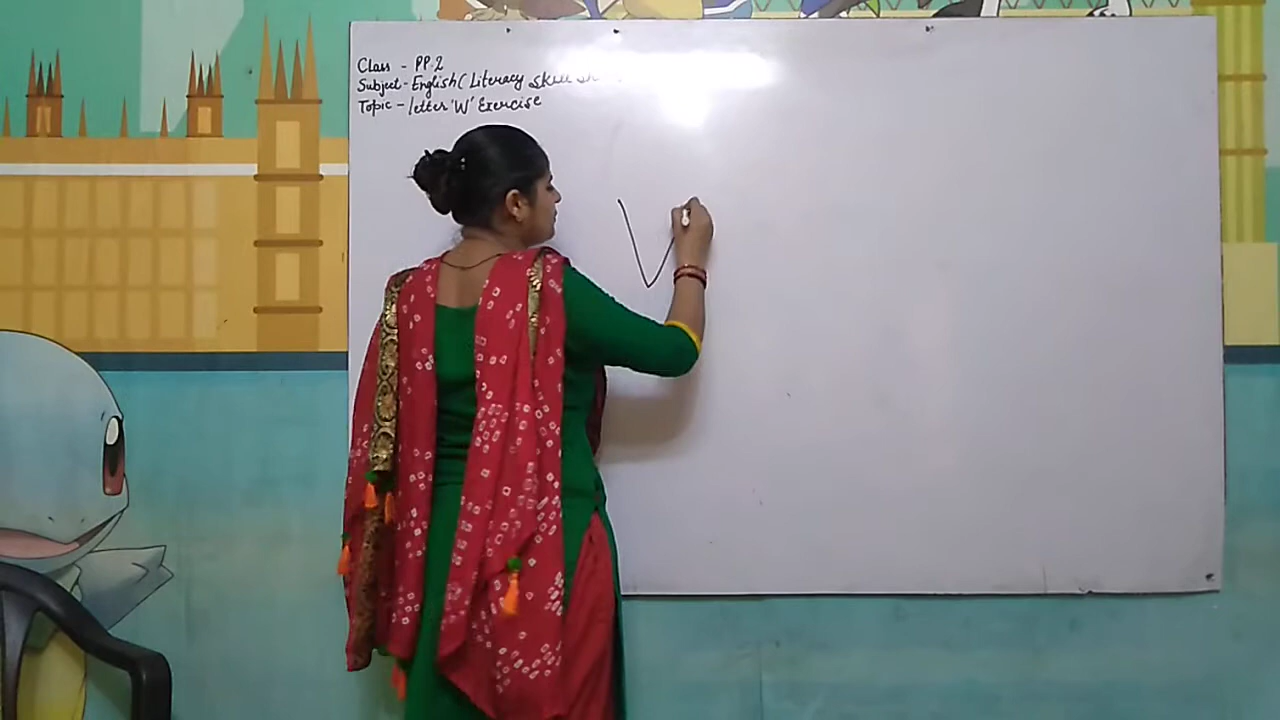 Class - PP.2
Subject - English ( Literacy Skill
Topic - letter 'W' Exercise